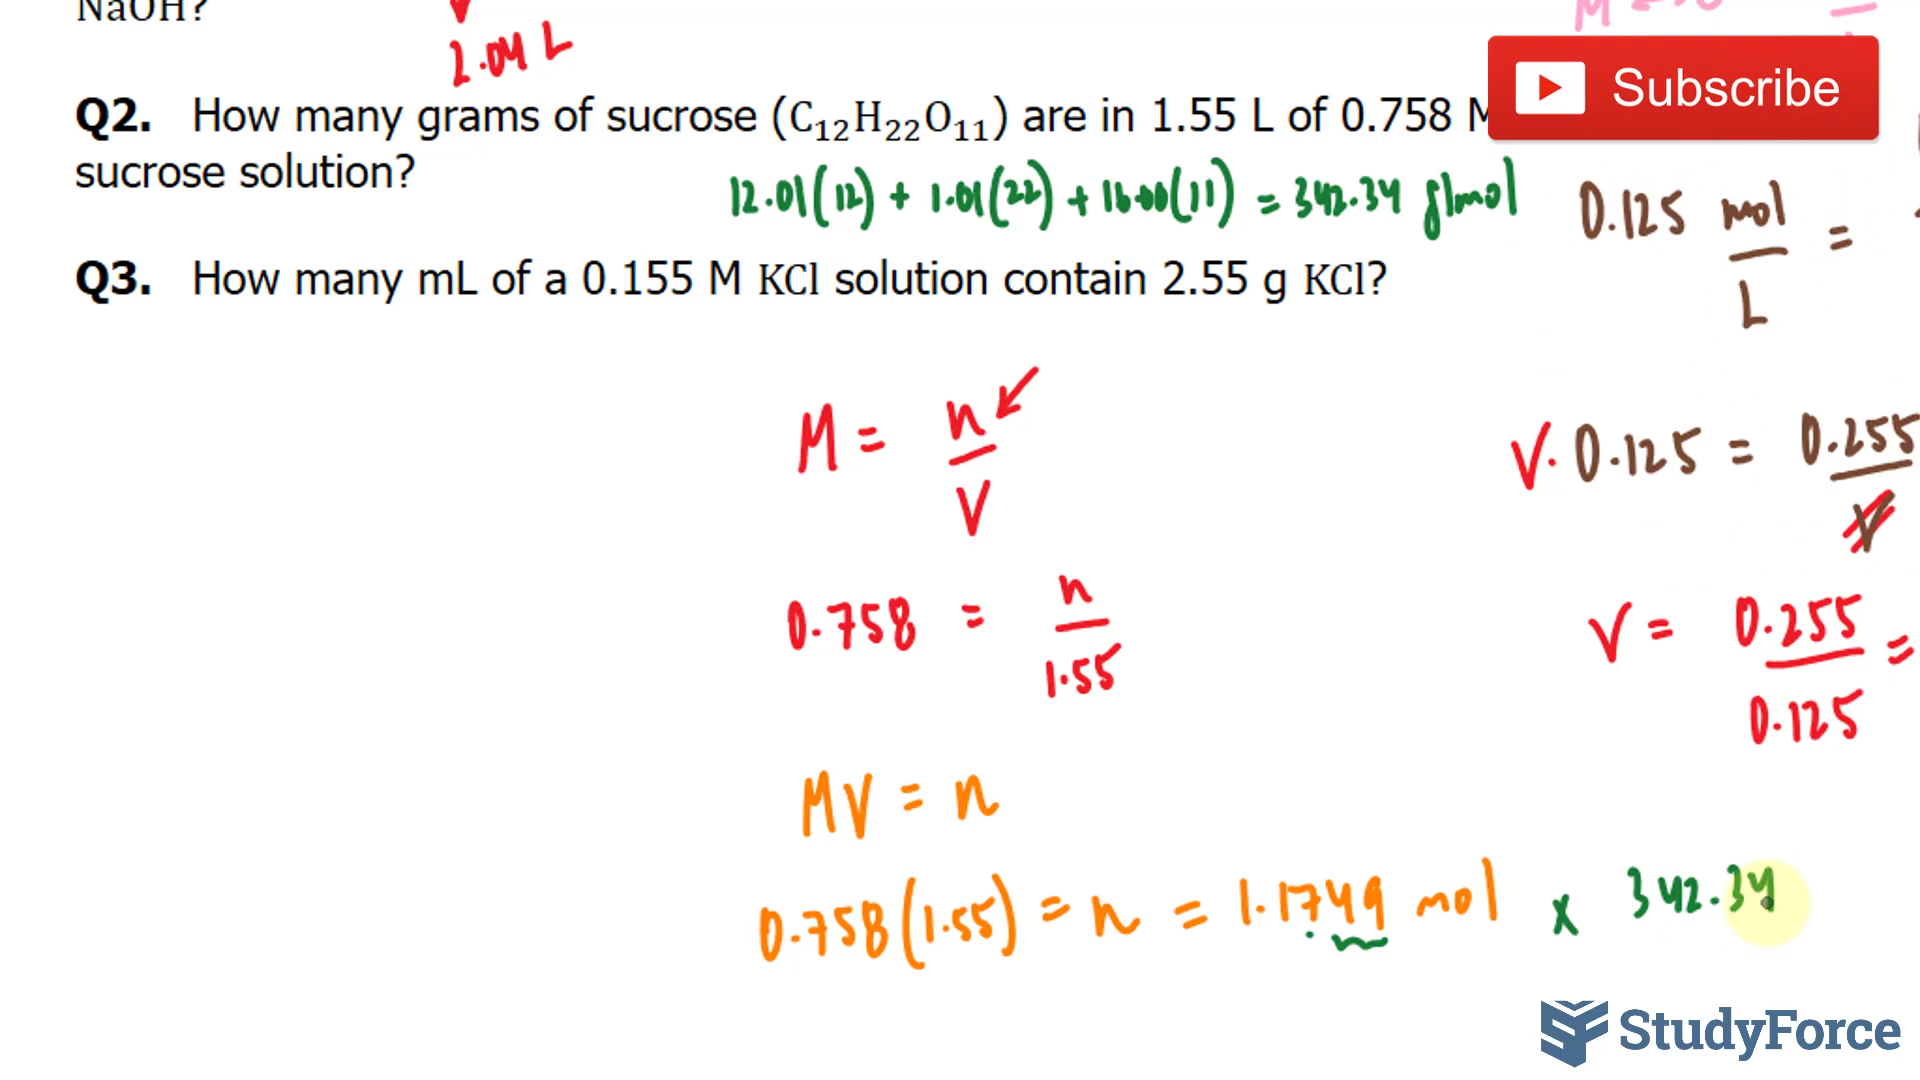 NaOH?
2.04 L
Subscribe
Q2. How many grams of sucrose (C₁₂H₂₂O₁₁) are in 1.55 L of 0.758 M
sucrose solution?
12.01(12) + 1.01(22) + 16.00(11) = 342.34 g/mol
Q3. How many mL of a 0.155 M KCl solution contain 2.55 g KCl?
0.125 mol/L =
M = n/V
V · 0.125 = 0.255/V
0.758 = n/1.55
V = 0.255/0.125 =
MV = n
0.758(1.55) = n = 1.1749 mol x 342.34
StudyForce